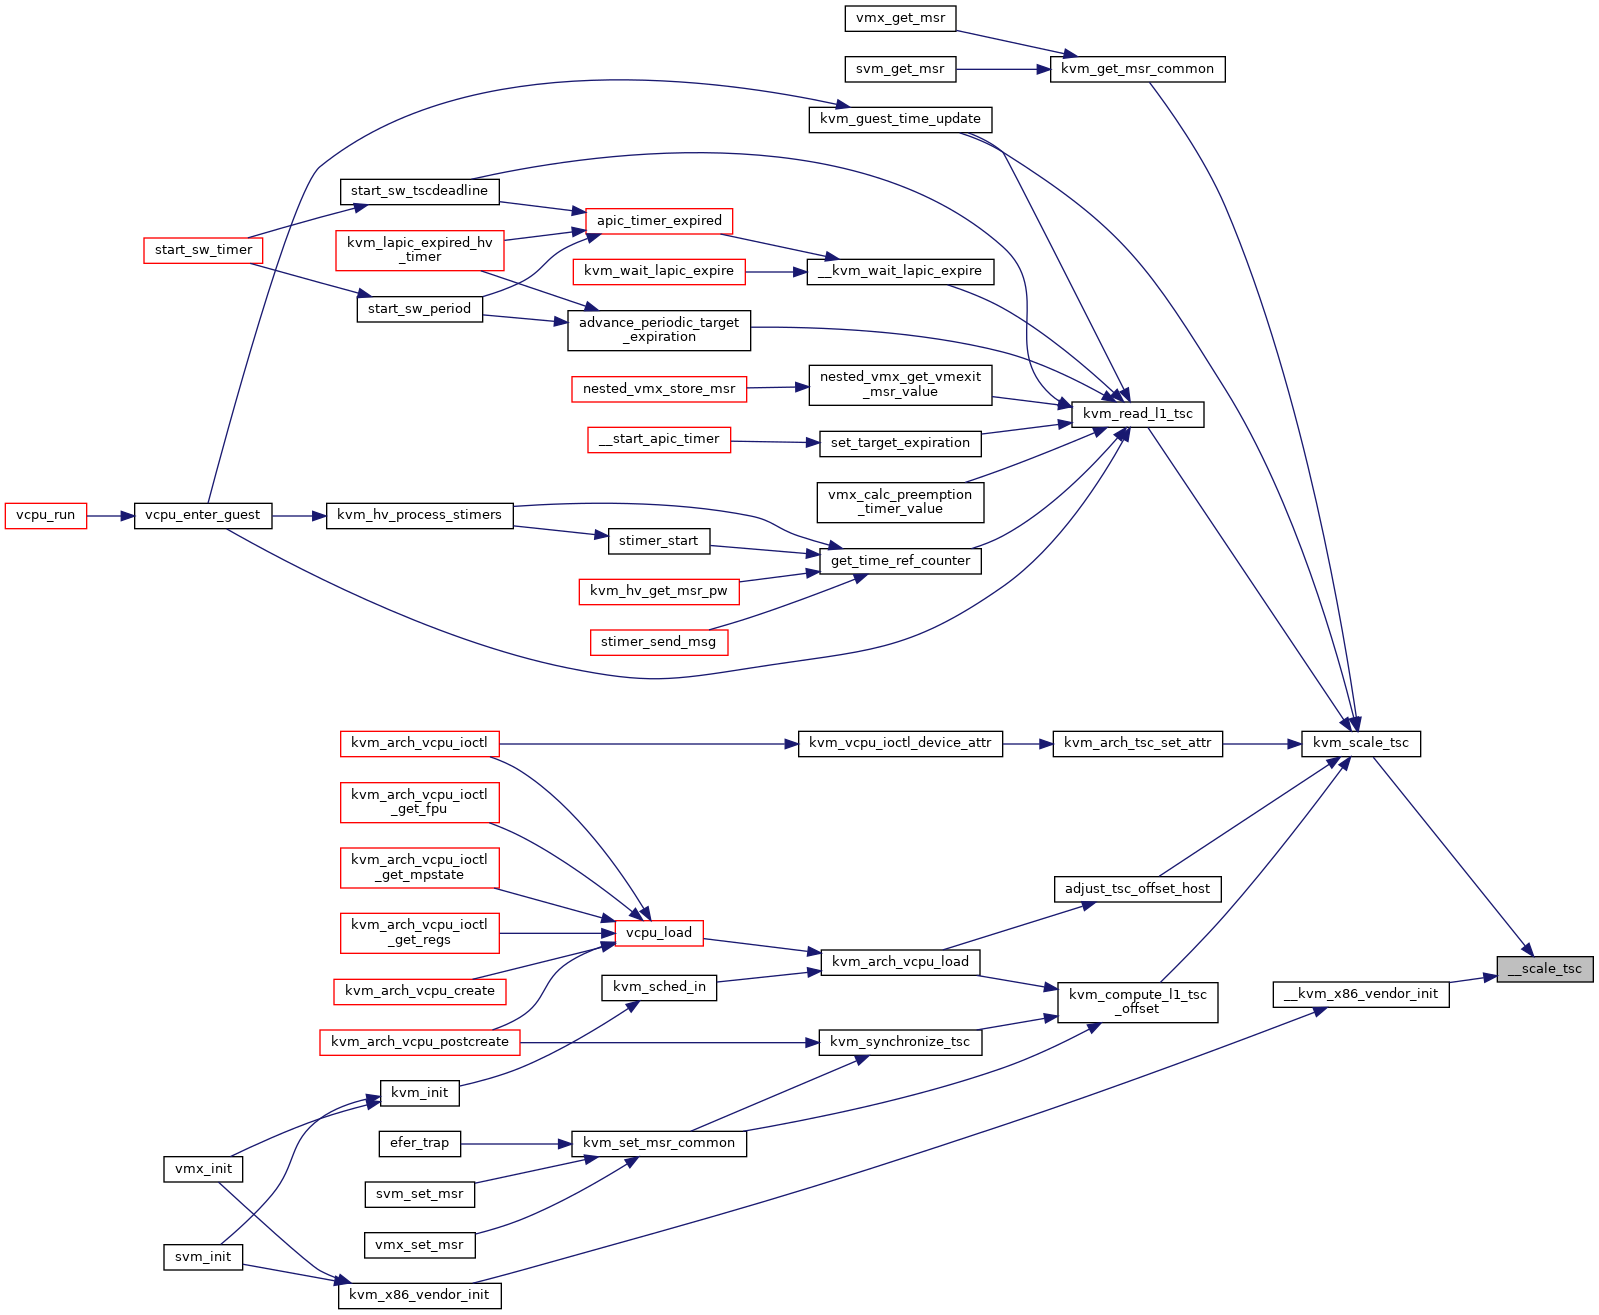 vmx_get_msr
svm_get_msr
kvm_get_msr_common
kvm_guest_time_update
start_sw_tscdeadline
apic_timer_expired
start_sw_timer
kvm_lapic_expired_hv
_timer
kvm_wait_lapic_expire
__kvm_wait_lapic_expire
start_sw_period
advance_periodic_target
_expiration
nested_vmx_store_msr
nested_vmx_get_vmexit
_msr_value
kvm_read_l1_tsc
__start_apic_timer
set_target_expiration
vmx_calc_preemption
_timer_value
vcpu_run
vcpu_enter_guest
kvm_hv_process_stimers
stimer_start
get_time_ref_counter
kvm_hv_get_msr_pw
stimer_send_msg
kvm_arch_vcpu_ioctl
kvm_vcpu_ioctl_device_attr
kvm_arch_tsc_set_attr
kvm_scale_tsc
kvm_arch_vcpu_ioctl
_get_fpu
kvm_arch_vcpu_ioctl
_get_mpstate
adjust_tsc_offset_host
kvm_arch_vcpu_ioctl
_get_regs
vcpu_load
kvm_arch_vcpu_load
__scale_tsc
kvm_arch_vcpu_create
kvm_sched_in
kvm_compute_l1_tsc
_offset
__kvm_x86_vendor_init
kvm_arch_vcpu_postcreate
kvm_synchronize_tsc
kvm_init
efer_trap
kvm_set_msr_common
vmx_init
svm_set_msr
vmx_set_msr
svm_init
kvm_x86_vendor_init